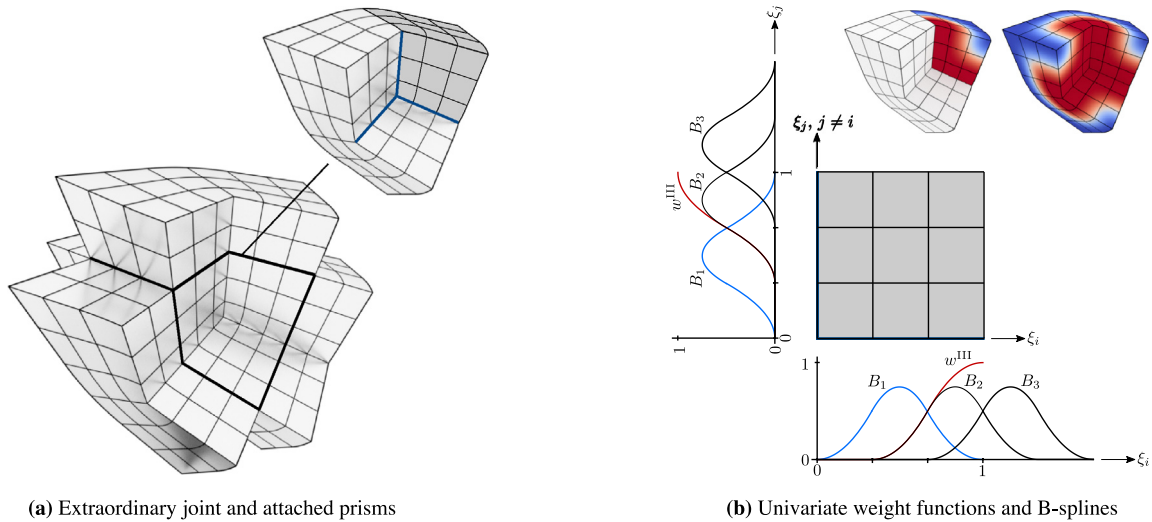 ξj
B3
B2
wIII
B1
1
0
1
0
ξj, j ≠ i
ξi
wIII
B1
B2
B3
1
0
0
1
ξi
(a) Extraordinary joint and attached prisms
(b) Univariate weight functions and B-splines